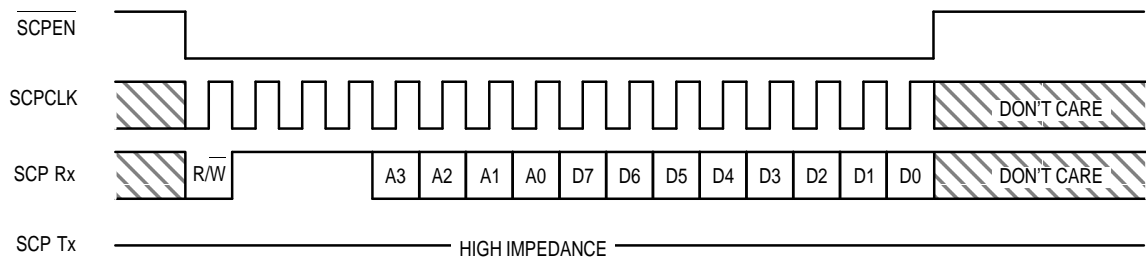 SCPEN
SCPCLK
DON'T CARE
SCP Rx
R/W
A3
A2
A1
A0
D7
D6
D5
D4
D3
D2
D1
D0
DON'T CARE
SCP Tx
HIGH IMPEDANCE